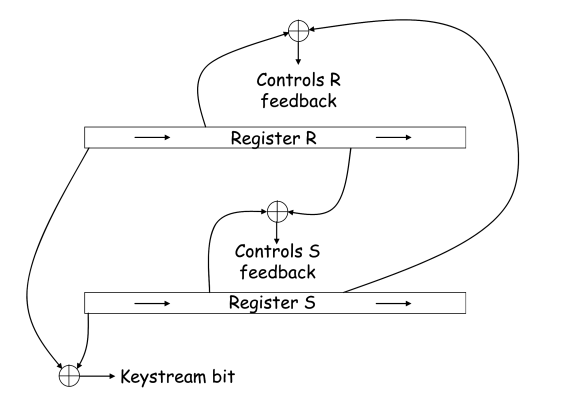 Controls R
feedback
Register R
Controls S
feedback
Register S
Keystream bit